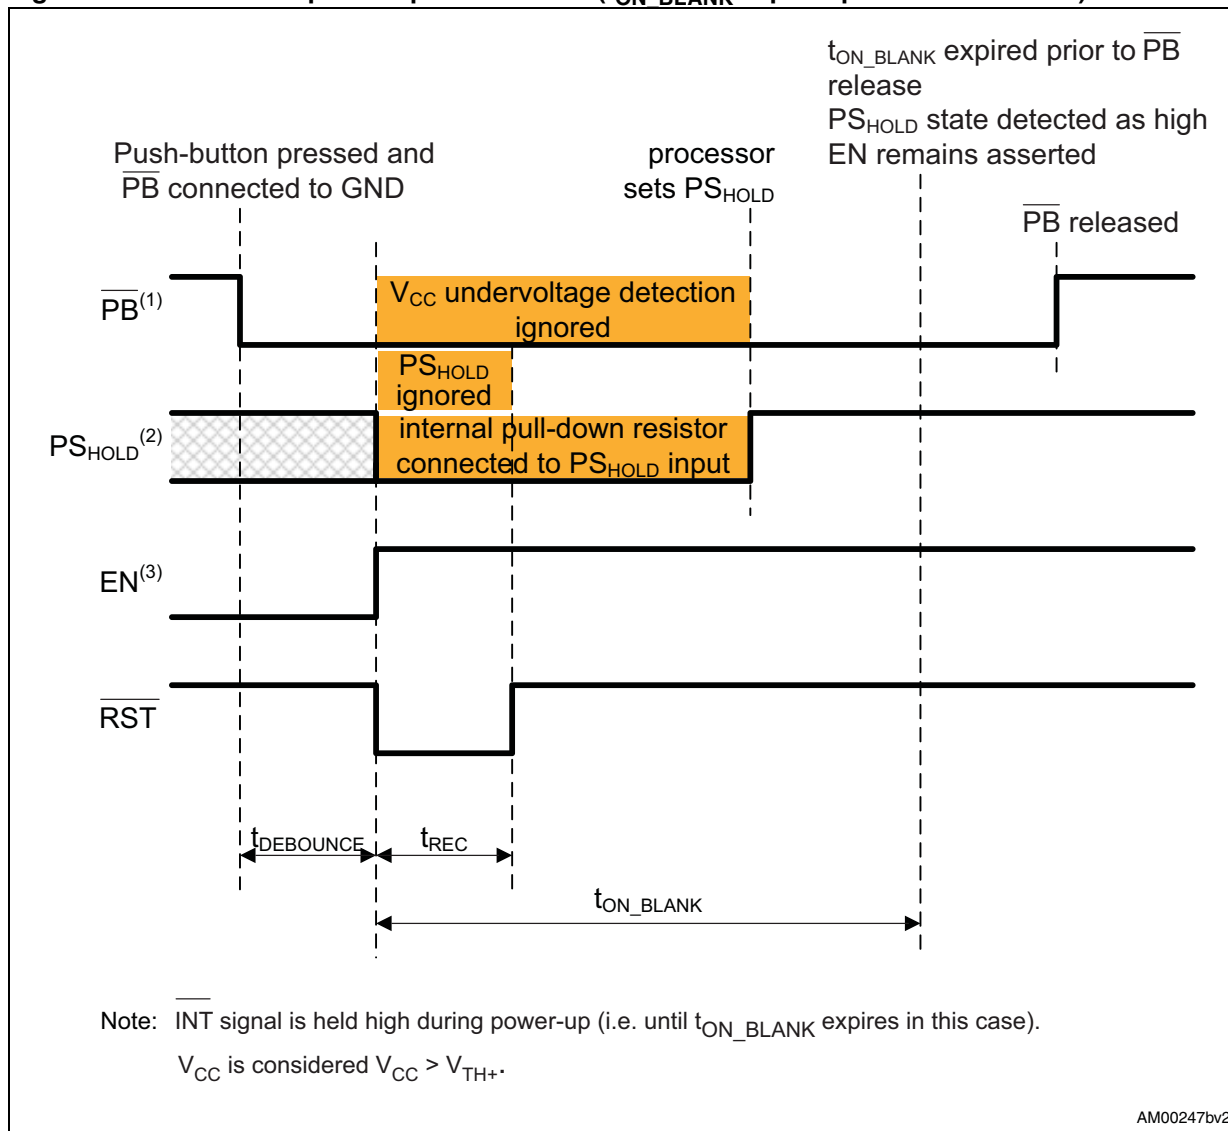 tON_BLANK expired prior to PB
release
PSHOLD state detected as high
EN remains asserted
Push-button pressed and
PB connected to GND
processor
sets PSHOLD
PB released
PB(1)
VCC undervoltage detection
ignored
PSHOLD
ignored
PSHOLD(2)
internal pull-down resistor
connected to PSHOLD input
EN(3)
RST
tDEBOUNCE
tREC
tON_BLANK
Note: INT signal is held high during power-up (i.e. until tON_BLANK expires in this case).
VCC is considered VCC > VTH+.
AM00247bv2